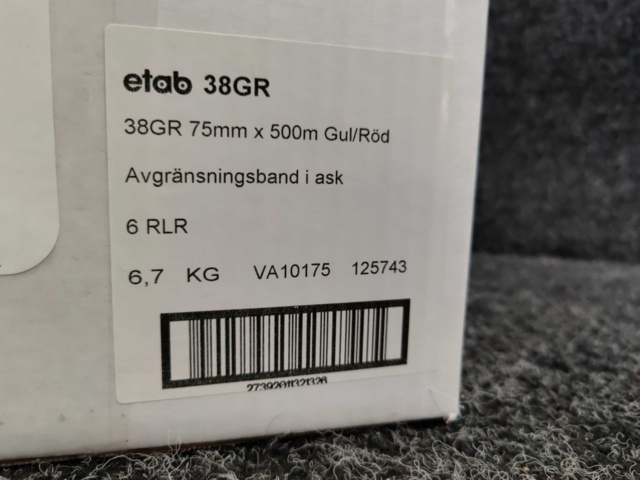 etab 38GR
38GR 75mm x 500m Gul/Röd
Avgränsningsband i ask
6 RLR
6,7 KG VA10175 125743